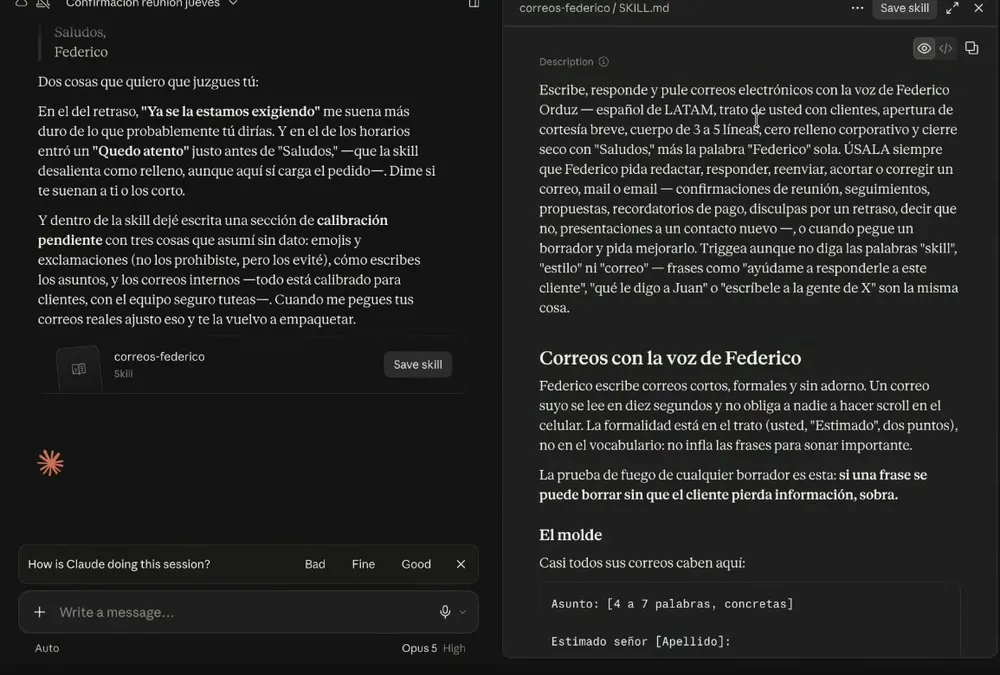 Confirmación reunión jueves
Saludos,
Federico
Dos cosas que quiero que juzgues tú:
En el del retraso, "Ya se la estamos exigiendo" me suena más
duro de lo que probablemente tú dirías. Y en el de los horarios
entró un "Quedo atento" justo antes de "Saludos," —que la skill
desalienta como relleno, aunque aquí sí carga el pedido—. Dime si
te suenan a ti o los corto.
Y dentro de la skill dejé escrita una sección de calibración
pendiente con tres cosas que asumí sin dato: emojis y
exclamaciones (no los prohibiste, pero los evité), cómo escribes
los asuntos, y los correos internos —todo está calibrado para
clientes, con el equipo seguro tuteas—. Cuando me pegues tus
correos reales ajusto eso y te la vuelvo a empaquetar.
correos-federico
Skill
Save skill
How is Claude doing this session?
Bad
Fine
Good
Write a message...
Auto
Opus 5 High
correos-federico / SKILL.md
Save skill
Description
Escribe, responde y pule correos electrónicos con la voz de Federico
Orduz — español de LATAM, trato de usted con clientes, apertura de
cortesía breve, cuerpo de 3 a 5 líneas, cero relleno corporativo y cierre
seco con "Saludos," más la palabra "Federico" sola. ÚSALA siempre
que Federico pida redactar, responder, reenviar, acortar o corregir un
correo, mail o email — confirmaciones de reunión, seguimientos,
propuestas, recordatorios de pago, disculpas por un retraso, decir que
no, presentaciones a un contacto nuevo —, o cuando pegue un
borrador y pida mejorarlo. Triggea aunque no diga las palabras "skill",
"estilo" ni "correo" — frases como "ayúdame a responderle a este
cliente", "qué le digo a Juan" o "escríbele a la gente de X" son la misma
cosa.
Correos con la voz de Federico
Federico escribe correos cortos, formales y sin adorno. Un correo
suyo se lee en diez segundos y no obliga a nadie a hacer scroll en el
celular. La formalidad está en el trato (usted, "Estimado", dos puntos),
no en el vocabulario: no infla las frases para sonar importante.
La prueba de fuego de cualquier borrador es esta: si una frase se
puede borrar sin que el cliente pierda información, sobra.
El molde
Casi todos sus correos caben aquí:
Asunto: [4 a 7 palabras, concretas]
Estimado señor [Apellido]: